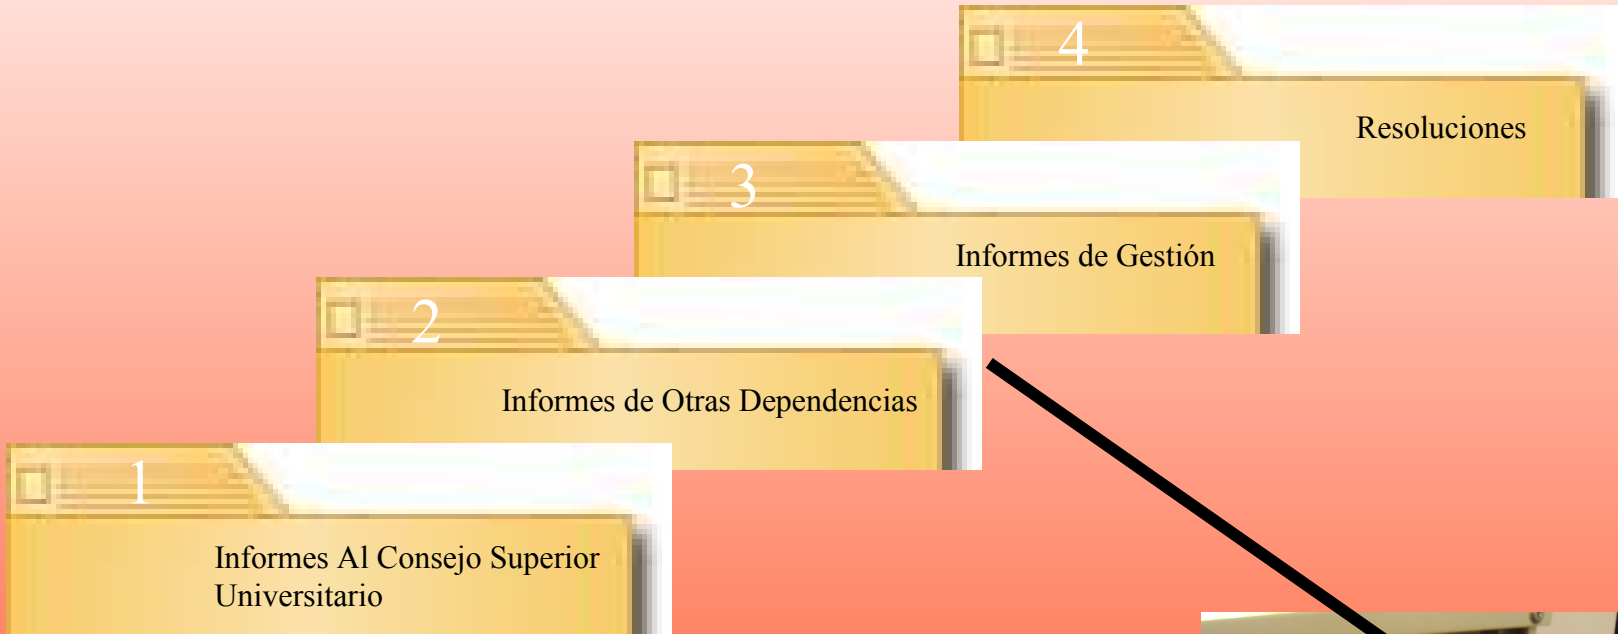 4
Resoluciones
3
Informes de Gestión
2
Informes de Otras Dependencias
1
Informes Al Consejo Superior
Universitario